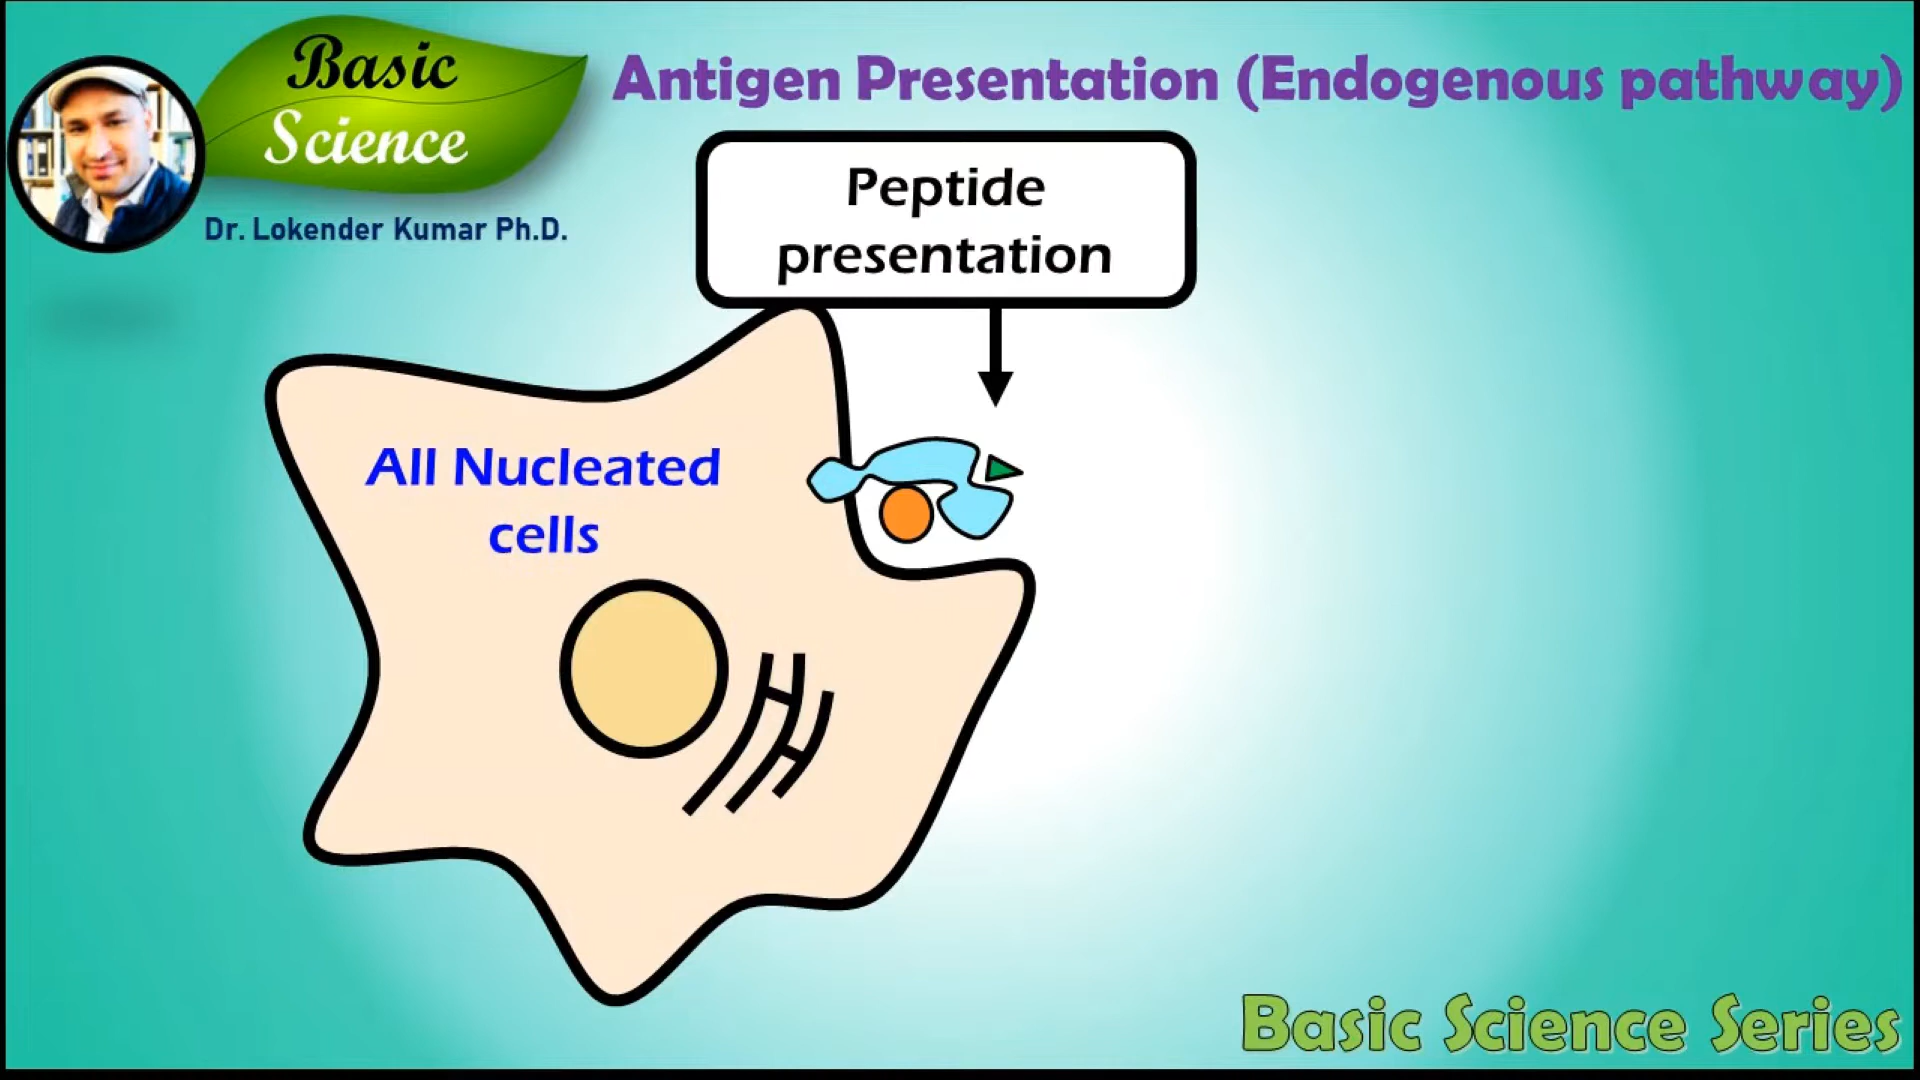 Basic
Science
Dr. Lokender Kumar Ph.D.
Antigen Presentation (Endogenous pathway)
Peptide
presentation
All Nucleated
cells
Basic Science Series